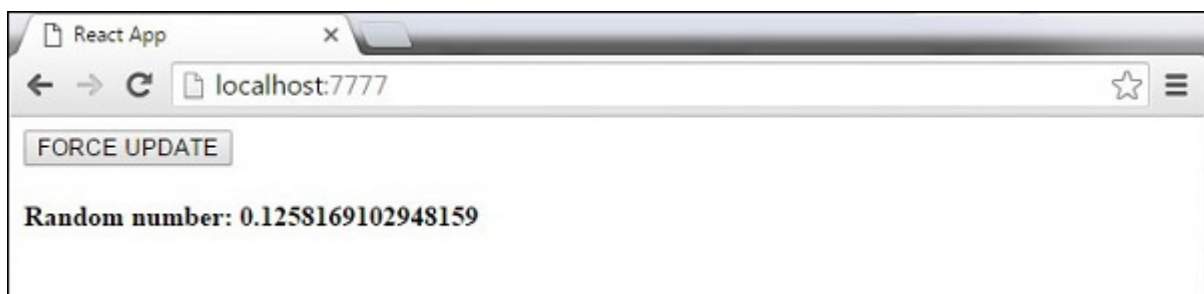 React App
localhost:7777
FORCE UPDATE
Random number: 0.1258169102948159